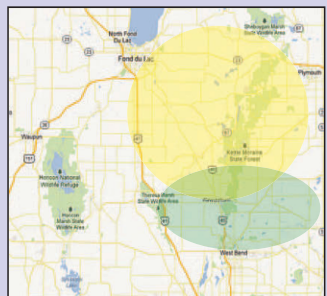 North Fond
Du Lac
Fond du Lac
Sheboygan Marsh
State Wildlife Area
Plymouth
Waupun
Kettle Moraine
State Forest
Horicon National
Wildlife Refuge
Theresa Marsh
State Wildlife Area
Horicon
Marsh State
Wildlife Area
Kewaskum
West Bend